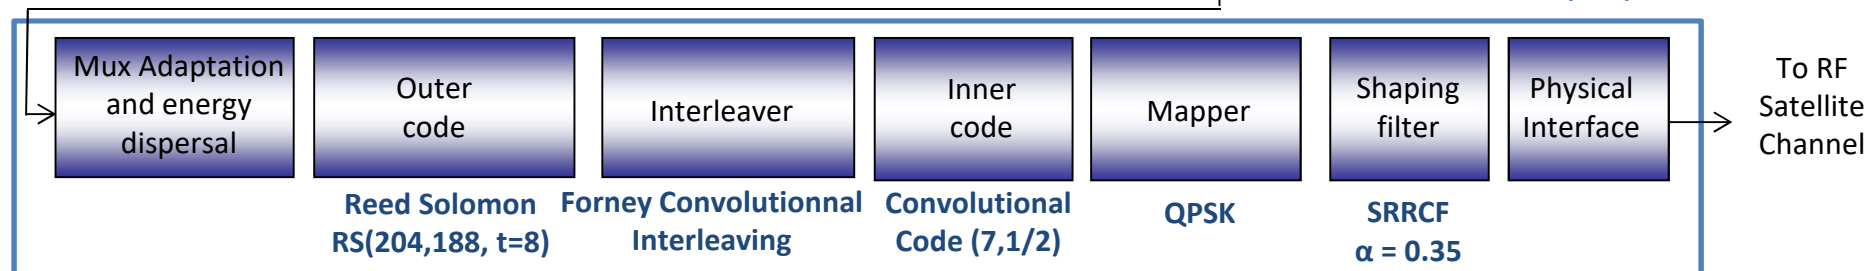 Mux Adaptation
and energy
dispersal
Outer
code
Interleaver
Inner
code
Mapper
Shaping
filter
Physical
Interface
To RF
Satellite
Channel
Reed Solomon
RS(204,188, t=8)
Forney Convolutionnal
Interleaving
Convolutional
Code (7,1/2)
QPSK
SRRCF
α = 0.35